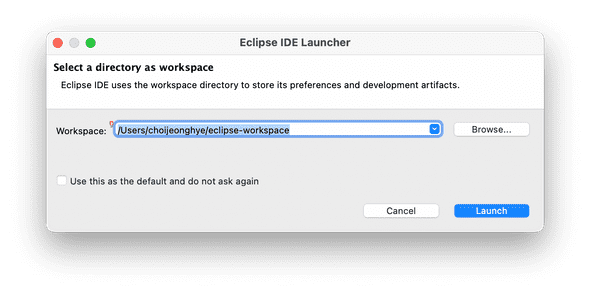 Eclipse IDE Launcher
Select a directory as workspace
Eclipse IDE uses the workspace directory to store its preferences and development artifacts.
Workspace: /Users/choijeonghye/eclipse-workspace Browse...
Use this as the default and do not ask again
Cancel Launch